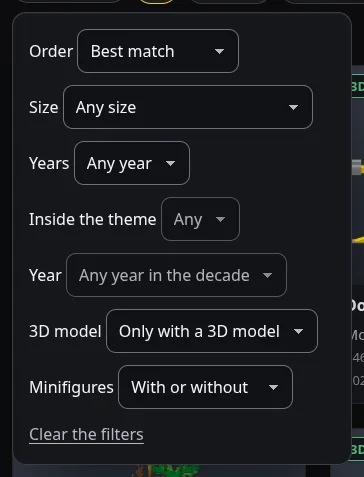 Order Best match
Size Any size
Years Any year
Inside the theme Any
Year Any year in the decade
3D model Only with a 3D model
Minifigures With or without
Clear the filters